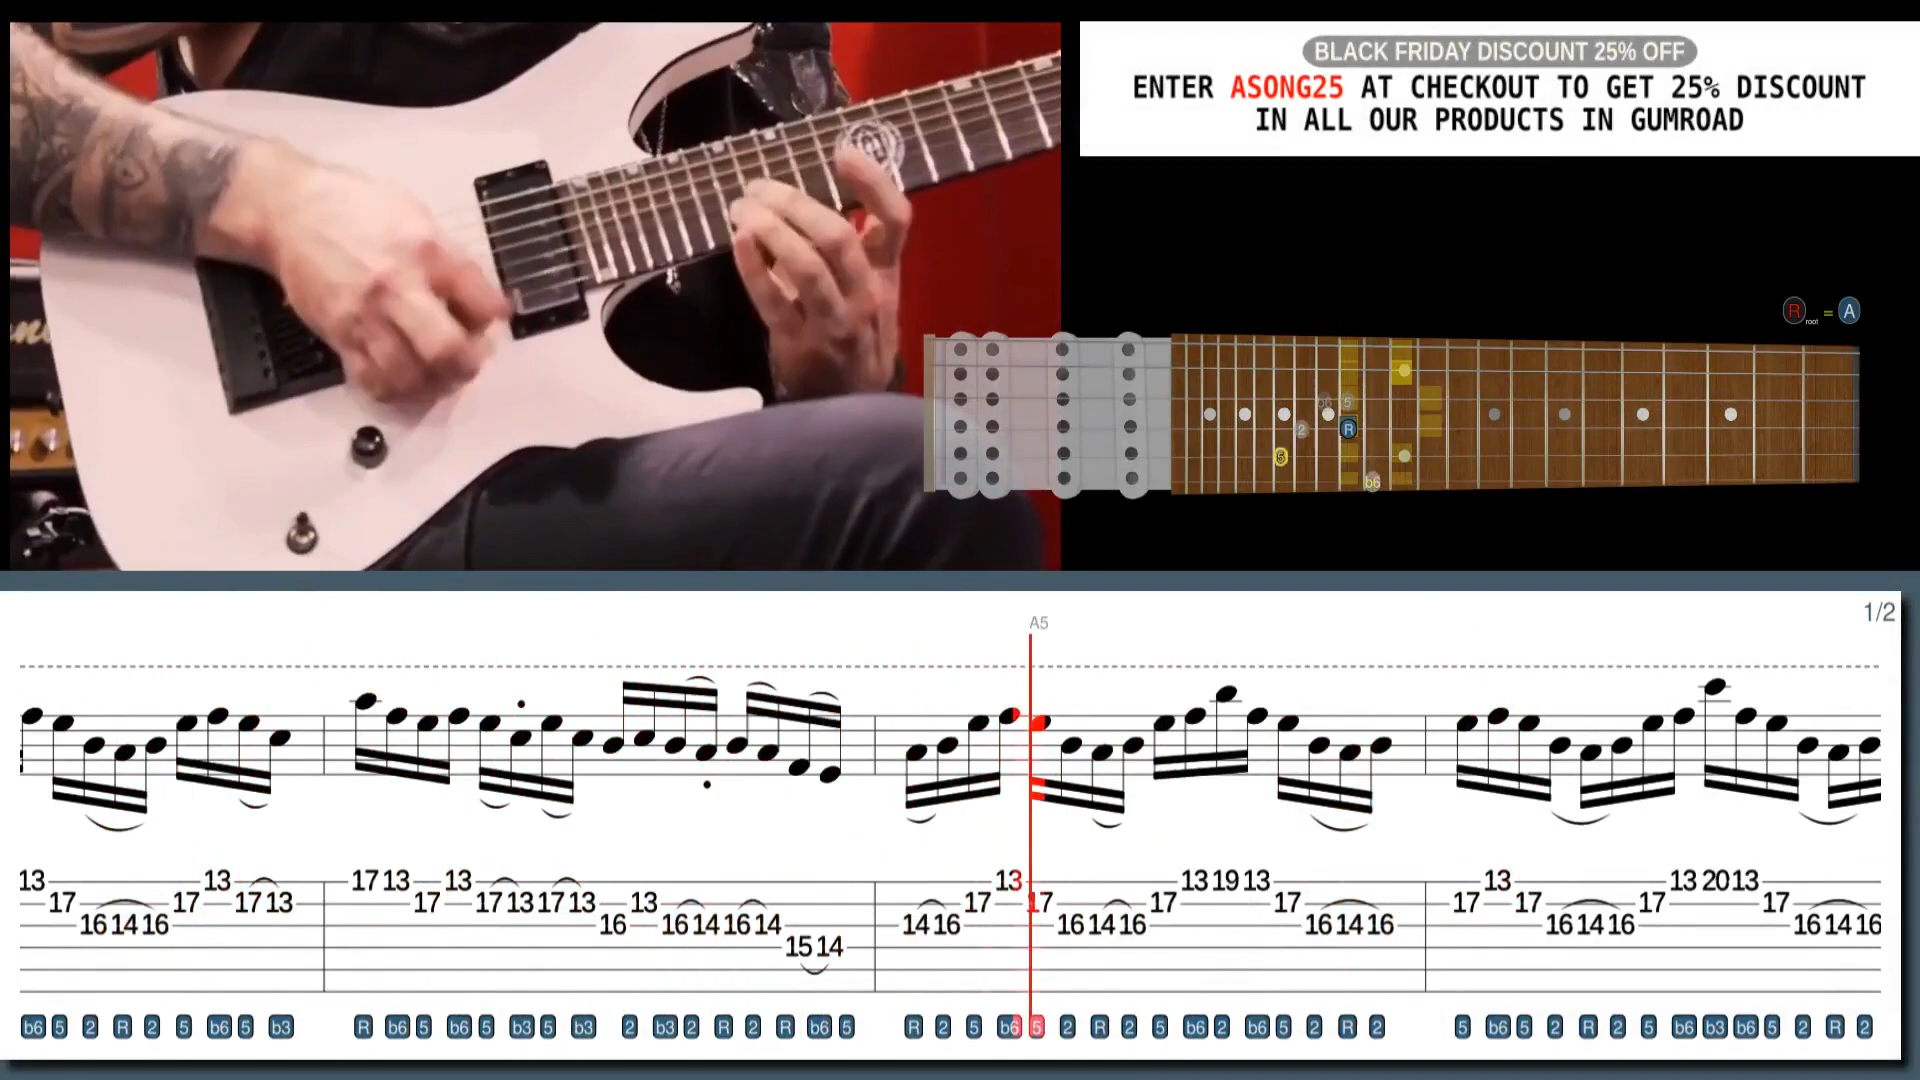 BLACK FRIDAY DISCOUNT 25% OFF
ENTER ASONG25 AT CHECKOUT TO GET 25% DISCOUNT
IN ALL OUR PRODUCTS IN GUMROAD
R root = A
b6 5
2 R
5
b6
1/2
A5
13 17 13 13 13 13 19 13 13 13 20 13
17 17 17 13 17 17 13 17 13 13 17 17 17 17 17 17 17 17
16 14 16 16 16 14 16 14 14 16 16 14 16 16 14 16 16 14 16 16 14 16
15 14
b6 5 2 R 2 5 b6 5 b3 R b6 5 b6 5 b3 5 b3 2 b3 2 R 2 R b6 5 R 2 5 b6 5 2 R 2 5 b6 2 b6 5 2 R 2 5 b6 5 2 R 2 5 b6 b3 b6 5 2 R 2